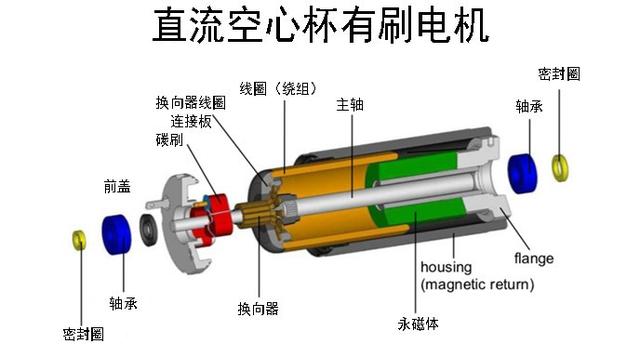 直流空心杯有刷电机
密封圈
线圈（绕组）
换向器线圈
主轴
轴承
连接板
碳刷
前盖
flange
housing
(magnetic return)
轴承
换向器
永磁体
密封圈